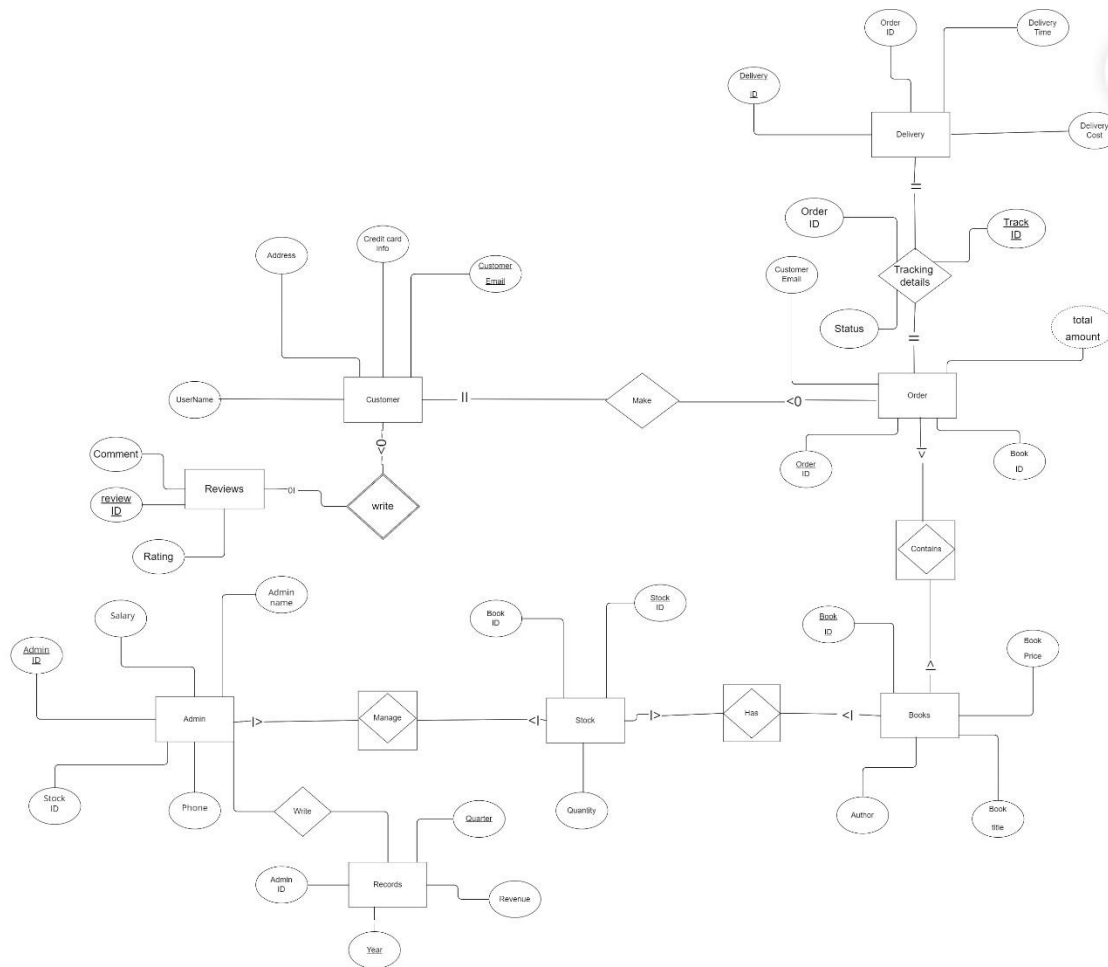 Order
ID
Delivery
Time
Delivery
ID
Delivery
Delivery
Cost
Order
ID
Track
ID
Tracking
details
Status
Customer
Email
total
amount
Address
Credit card
info
Customer
Email
UserName
Customer
||
Make
<0
Order
Order
ID
Book
ID
Comment
review
ID
Reviews
Rating
write
Contains
Admin
name
Salary
Admin
ID
Admin
Stock
ID
Phone
|>
Manage
<|
Book
ID
Stock
ID
Stock
Quantity
|>
Has
<|
Book
ID
Book
Price
Books
Author
Book
title
Write
Quarter
Admin
ID
Records
Revenue
Year